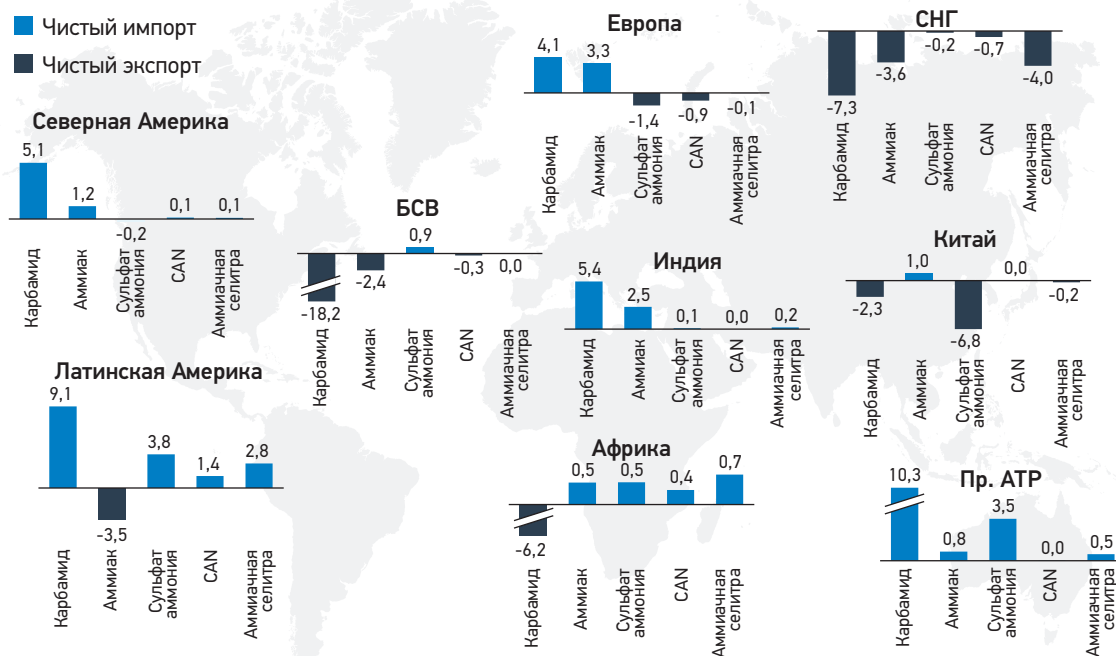 Чистый импорт
Чистый экспорт
Европа
4,1
3,3
-1,4
-0,9
-0,1
Карбамид
Аммиак
Сульфат
аммония
CAN
Аммиачная
селитра
СНГ
-7,3
-3,6
-0,2
-0,7
-4,0
Карбамид
Аммиак
Сульфат
аммония
CAN
Аммиачная
селитра
Северная Америка
5,1
1,2
-0,2
0,1
0,1
Карбамид
Аммиак
Сульфат
аммония
CAN
Аммиачная
селитра
БСВ
-18,2
-2,4
0,9
-0,3
0,0
Карбамид
Аммиак
Сульфат
аммония
CAN
Аммиачная
селитра
Индия
5,4
2,5
0,1
0,0
0,2
Карбамид
Аммиак
Сульфат
аммония
CAN
Аммиачная
селитра
Китай
-2,3
1,0
-6,8
0,0
-0,2
Карбамид
Аммиак
Сульфат
аммония
CAN
Аммиачная
селитра
Латинская Америка
9,1
-3,5
3,8
1,4
2,8
Карбамид
Аммиак
Сульфат
аммония
CAN
Аммиачная
селитра
Африка
-6,2
0,5
0,5
0,4
0,7
Карбамид
Аммиак
Сульфат
аммония
CAN
Аммиачная
селитра
Пр. АТР
10,3
0,8
3,5
0,0
0,5
Карбамид
Аммиак
Сульфат
аммония
CAN
Аммиачная
селитра